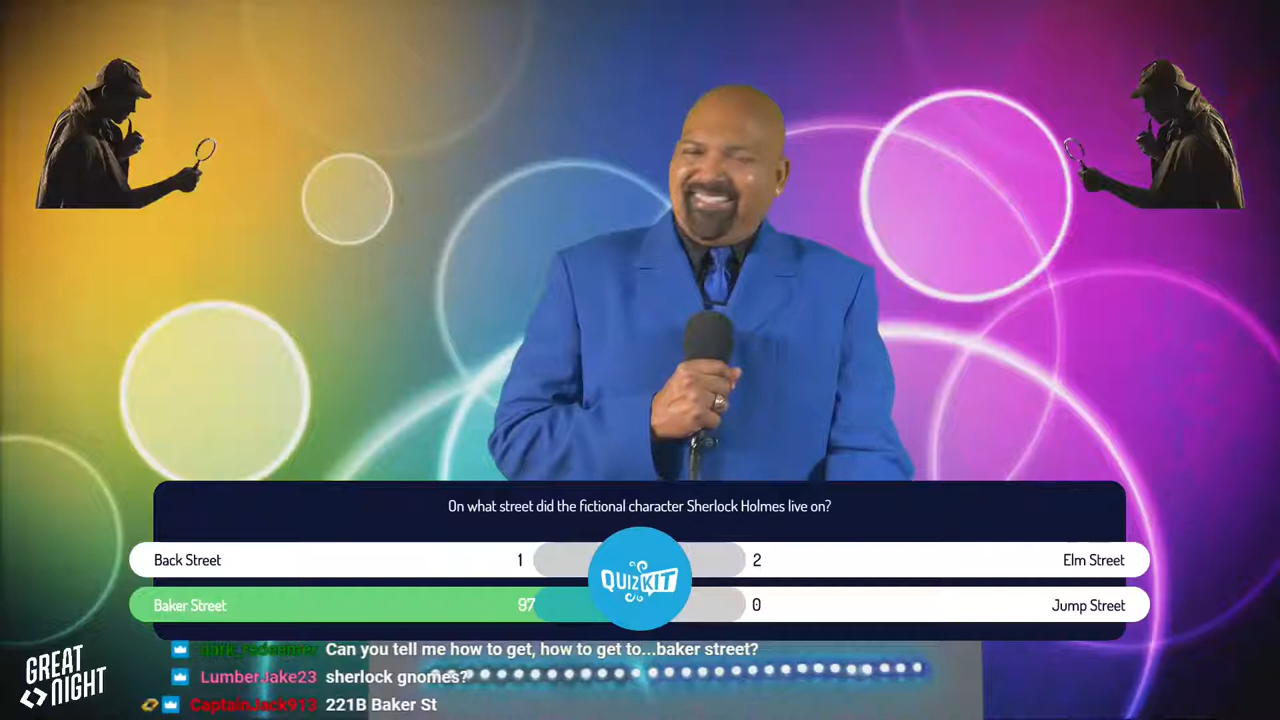 On what street did the fictional character Sherlock Holmes live on?
Back Street 1 2 Elm Street
QUIZKIT
Baker Street 97 0 Jump Street
dark_redeemer Can you tell me how to get, how to get to...baker street?
LumberJake23 sherlock gnomes?
CaptainJack913 221B Baker St
GREAT
NIGHT